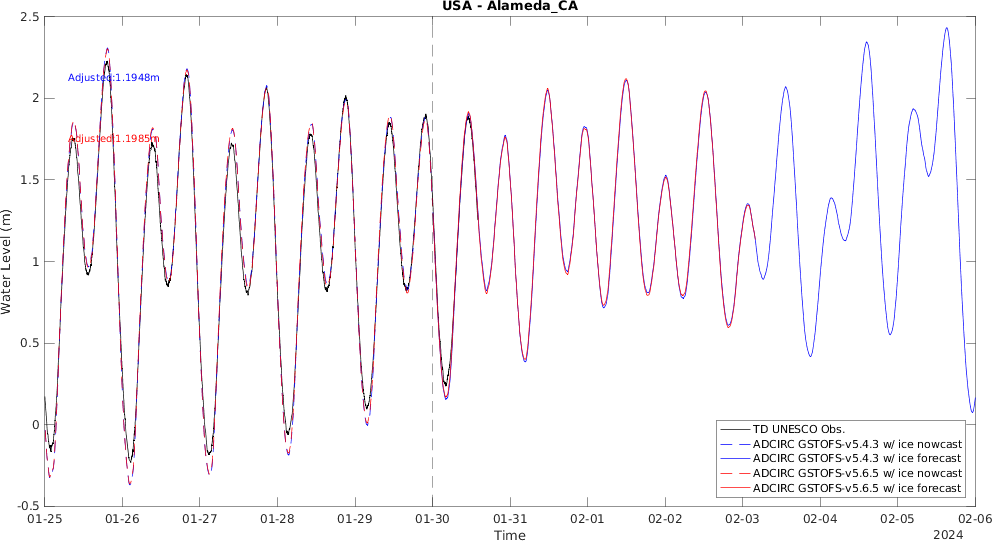 USA - Alameda_CA
2.5
2
1.5
1
0.5
0
-0.5
Water Level (m)
Adjusted:1.1948m
Adjusted:1.1985m
TD UNESCO Obs.
ADCIRC GSTOFS-v5.4.3 w/ ice nowcast
ADCIRC GSTOFS-v5.4.3 w/ ice forecast
ADCIRC GSTOFS-v5.6.5 w/ ice nowcast
ADCIRC GSTOFS-v5.6.5 w/ ice forecast
01-25 01-26 01-27 01-28 01-29 01-30 01-31 02-01 02-02 02-03 02-04 02-05 02-06
Time
2024